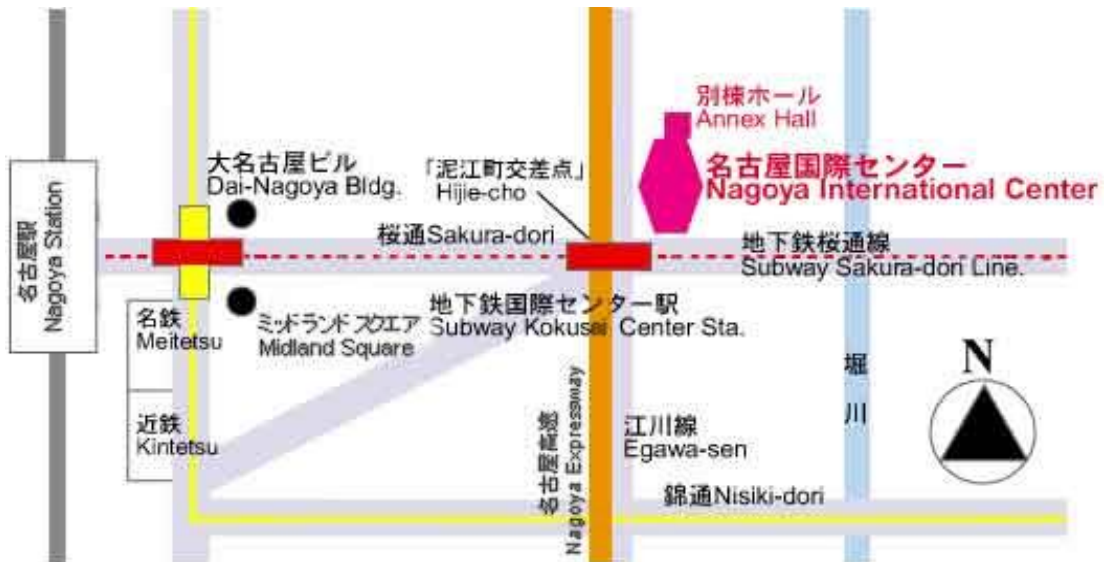 別棟ホール
Annex Hall
名古屋国際センター
Nagoya International Center
大名古屋ビル
Dai-Nagoya Bldg.
「泥江町交差点」
Hijie-cho
名古屋駅
Nagoya Station
桜通Sakura-dori
地下鉄桜通線
Subway Sakura-dori Line.
名鉄
Meitetsu
ミッドランド スクエア
Midland Square
地下鉄国際センター駅
Subway Kokusai Center Sta.
近鉄
Kintetsu
名古屋高速
Nagoya Expressway
江川線
Egawa-sen
堀川
N
錦通Nisiki-dori